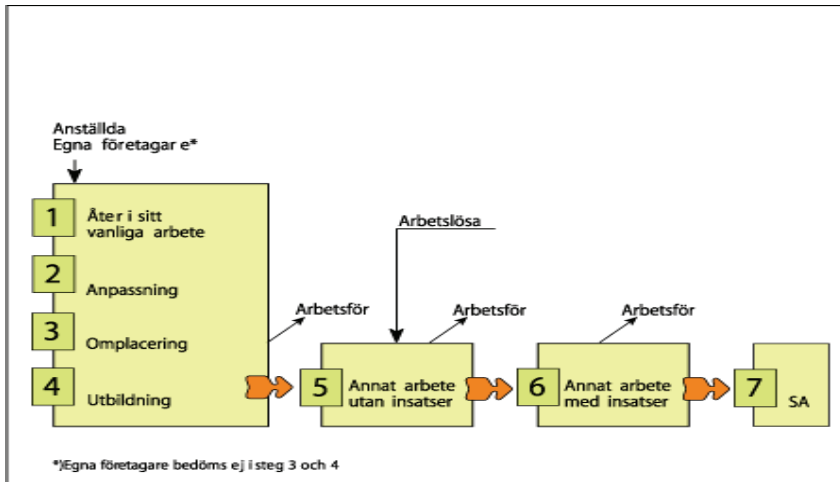 Anställda
Egna företagar e*
1
Åter i sitt
vanliga arbete
2
Anpassning
3
Omplacering
4
Utbildning
Arbetsför
Arbetslösa
5
Annat arbete
utan insatser
Arbetsför
6
Annat arbete
med insatser
Arbetsför
7
SA
*)Egna företagare bedöms ej i steg 3 och 4